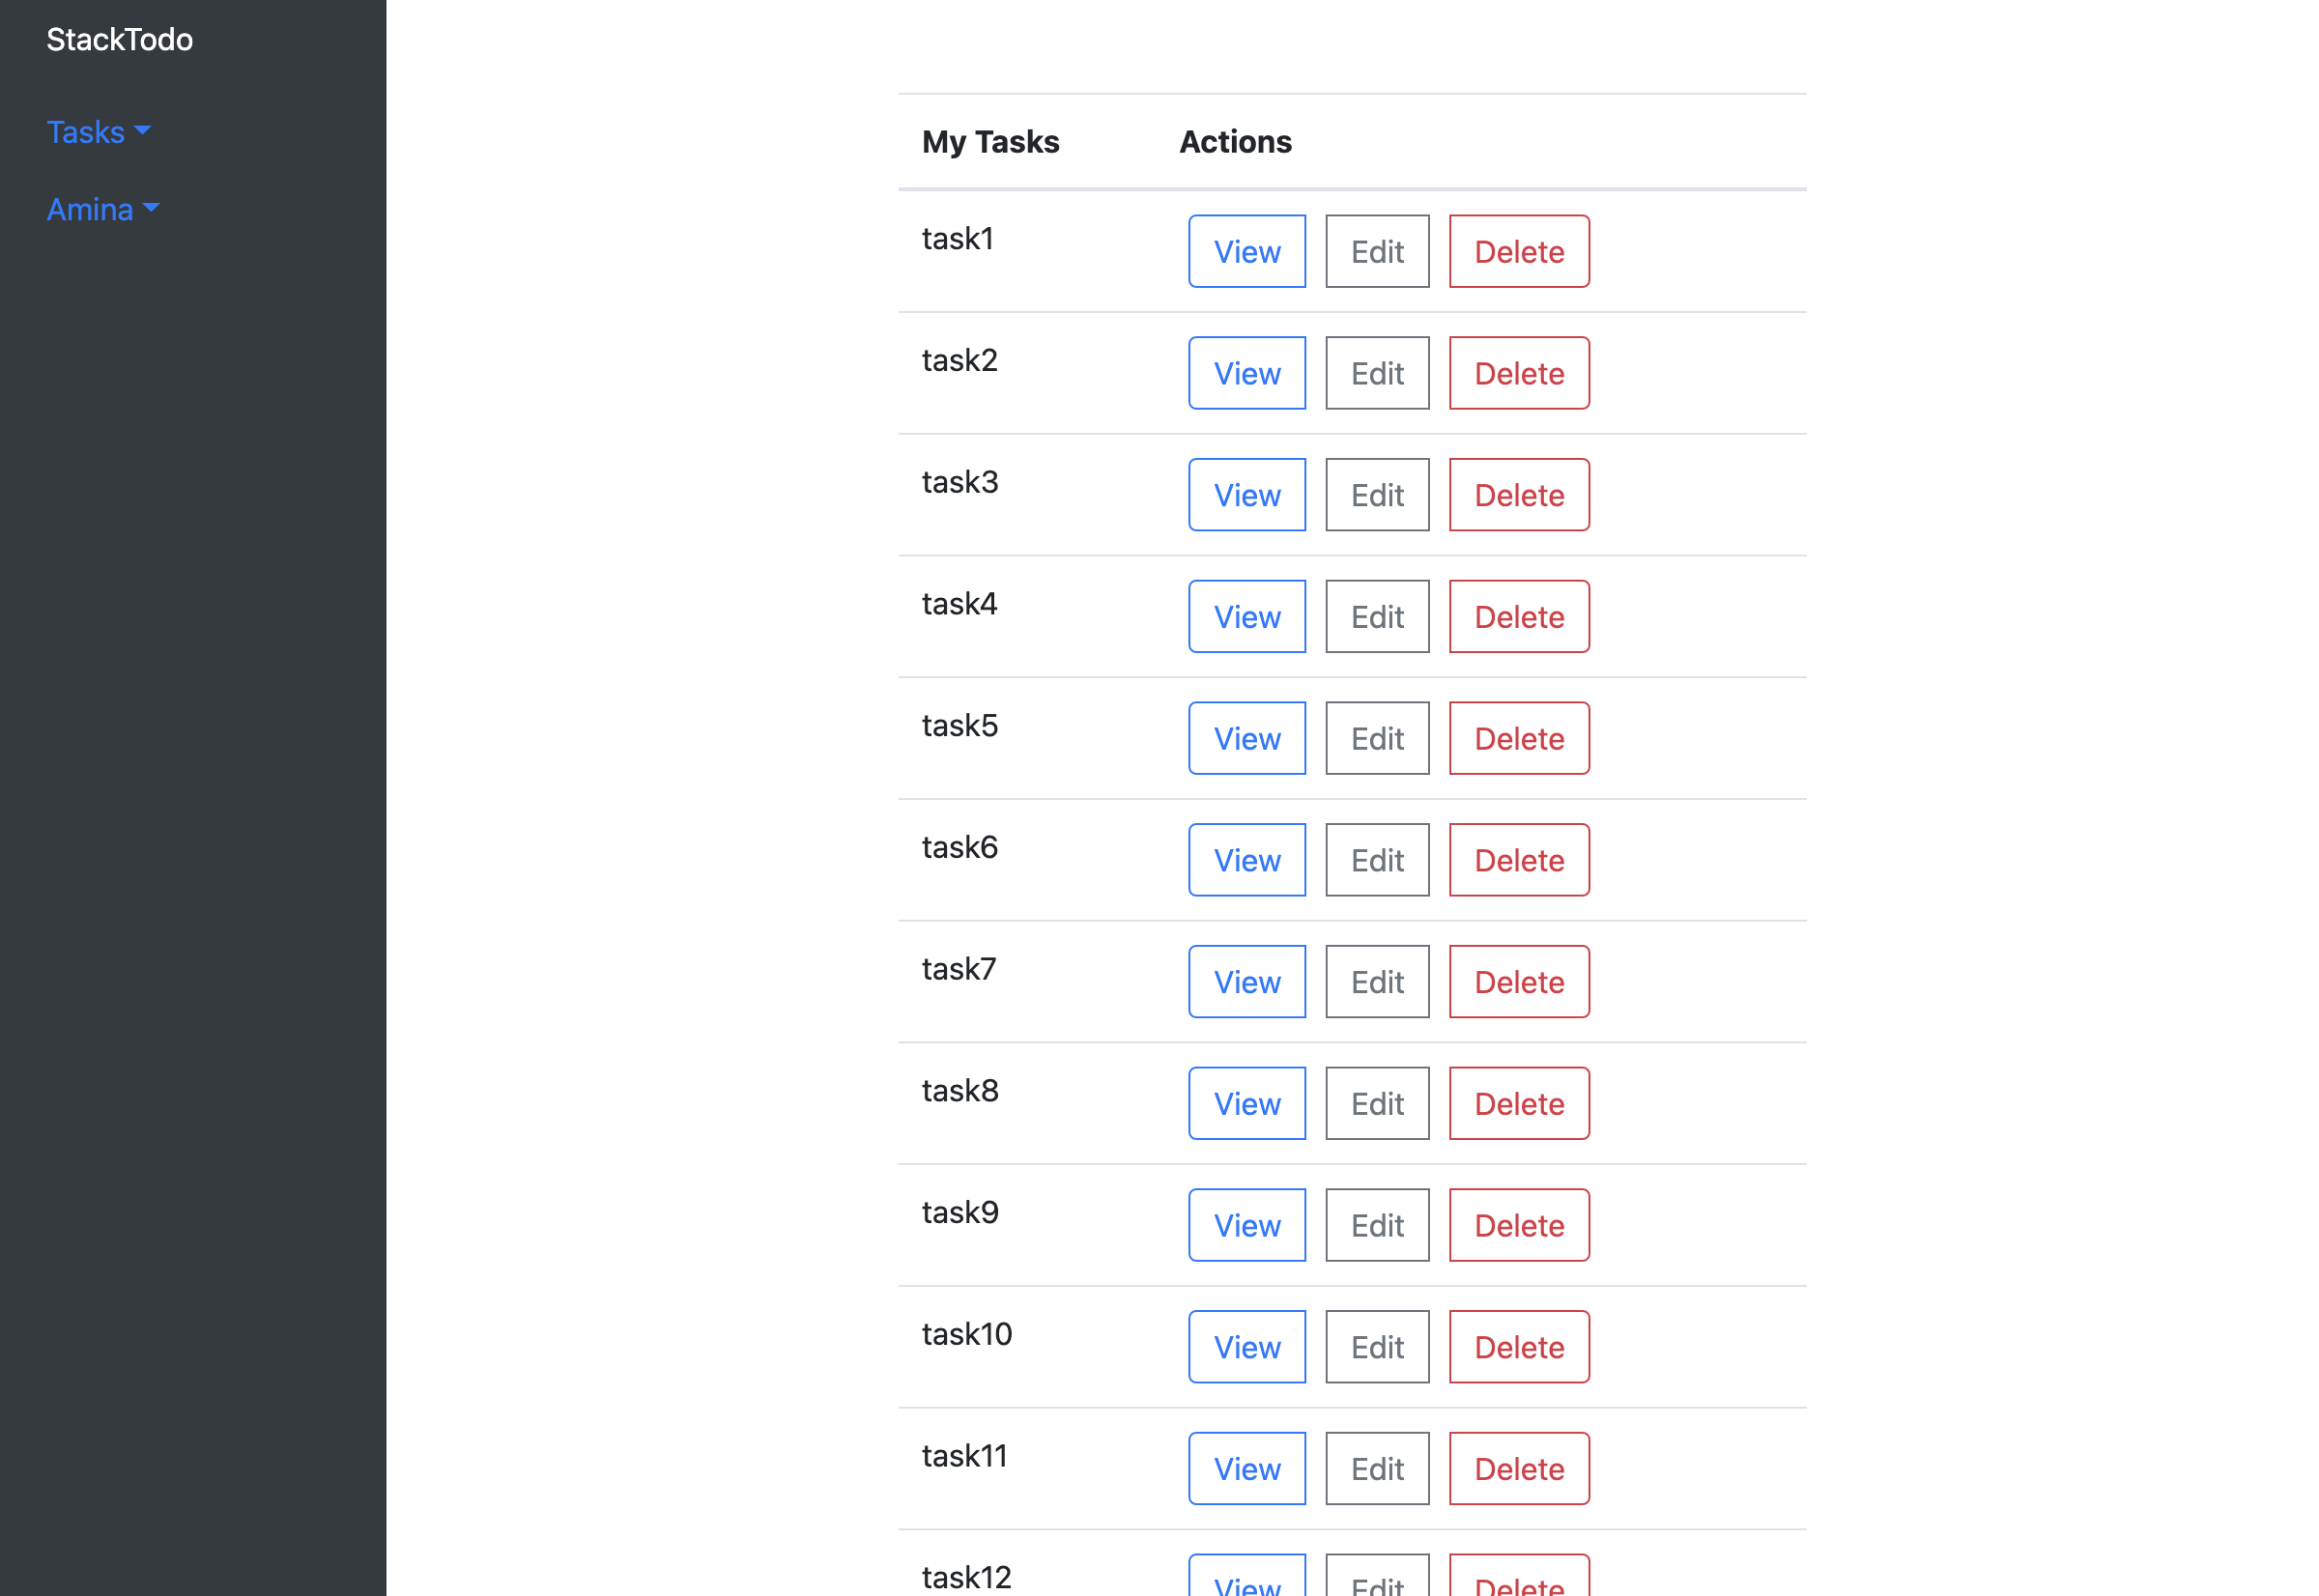 StackTodo
Tasks
Amina
My Tasks Actions
task1 View Edit Delete
task2 View Edit Delete
task3 View Edit Delete
task4 View Edit Delete
task5 View Edit Delete
task6 View Edit Delete
task7 View Edit Delete
task8 View Edit Delete
task9 View Edit Delete
task10 View Edit Delete
task11 View Edit Delete
task12 View Edit Delete